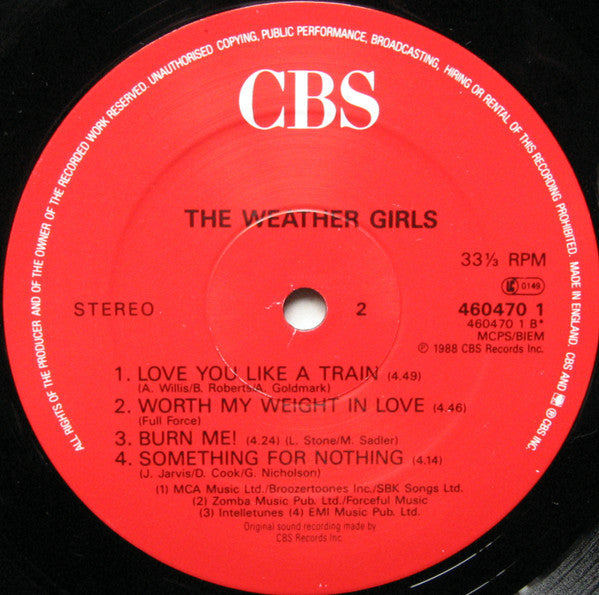 ALL RIGHTS OF THE PRODUCER AND OF THE OWNER OF THE RECORDED WORK RESERVED. UNAUTHORISED COPYING, PUBLIC PERFORMANCE, BROADCASTING, HIRING OR RENTAL OF THIS RECORDING PROHIBITED. MADE IN ENGLAND. CBS AND ® CBS INC.
CBS
THE WEATHER GIRLS
33⅓ RPM
LC 0149
STEREO
2
460470 1
460470 1 B*
MCPS/BIEM
℗ 1988 CBS Records Inc.
1. LOVE YOU LIKE A TRAIN (4.49)
(A. Willis/B. Roberts/A. Goldmark)
2. WORTH MY WEIGHT IN LOVE (4.46)
(Full Force)
3. BURN ME! (4.24) (L. Stone/M. Sadler)
4. SOMETHING FOR NOTHING (4.14)
(J. Jarvis/D. Cook/G. Nicholson)
(1) MCA Music Ltd./Broozertoones Inc./SBK Songs Ltd.
(2) Zomba Music Pub. Ltd./Forceful Music
(3) Intelletunes (4) EMI Music Pub. Ltd.
Original sound recording made by
CBS Records Inc.